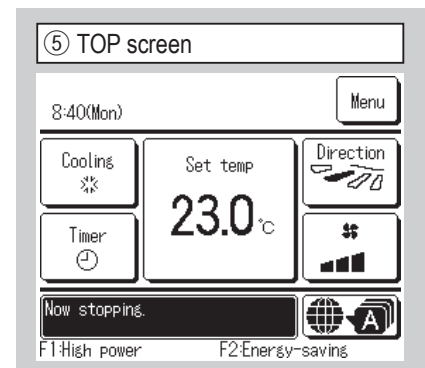 ⑤ TOP screen
8:40(Mon)
Menu
Cooling
Set temp
Direction
23.0°C
Timer
Now stopping.
A
F1:High power F2:Energy-saving